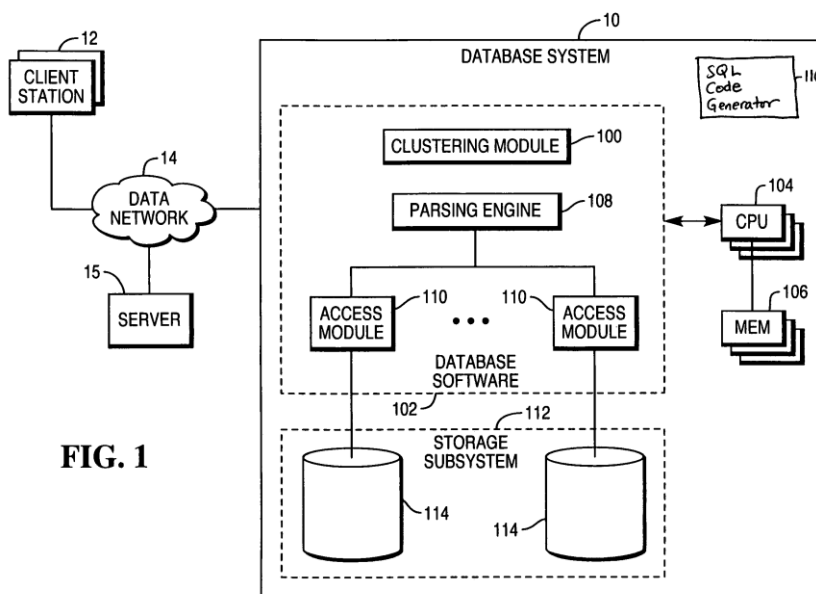 12
10
CLIENT
STATION
DATABASE SYSTEM
SQL
Code
Generator
CLUSTERING MODULE
100
14
DATA
NETWORK
PARSING ENGINE
108
104
CPU
15
SERVER
110
ACCESS
MODULE
110
ACCESS
MODULE
106
MEM
DATABASE
SOFTWARE
102
112
STORAGE
SUBSYSTEM
FIG. 1
114
114